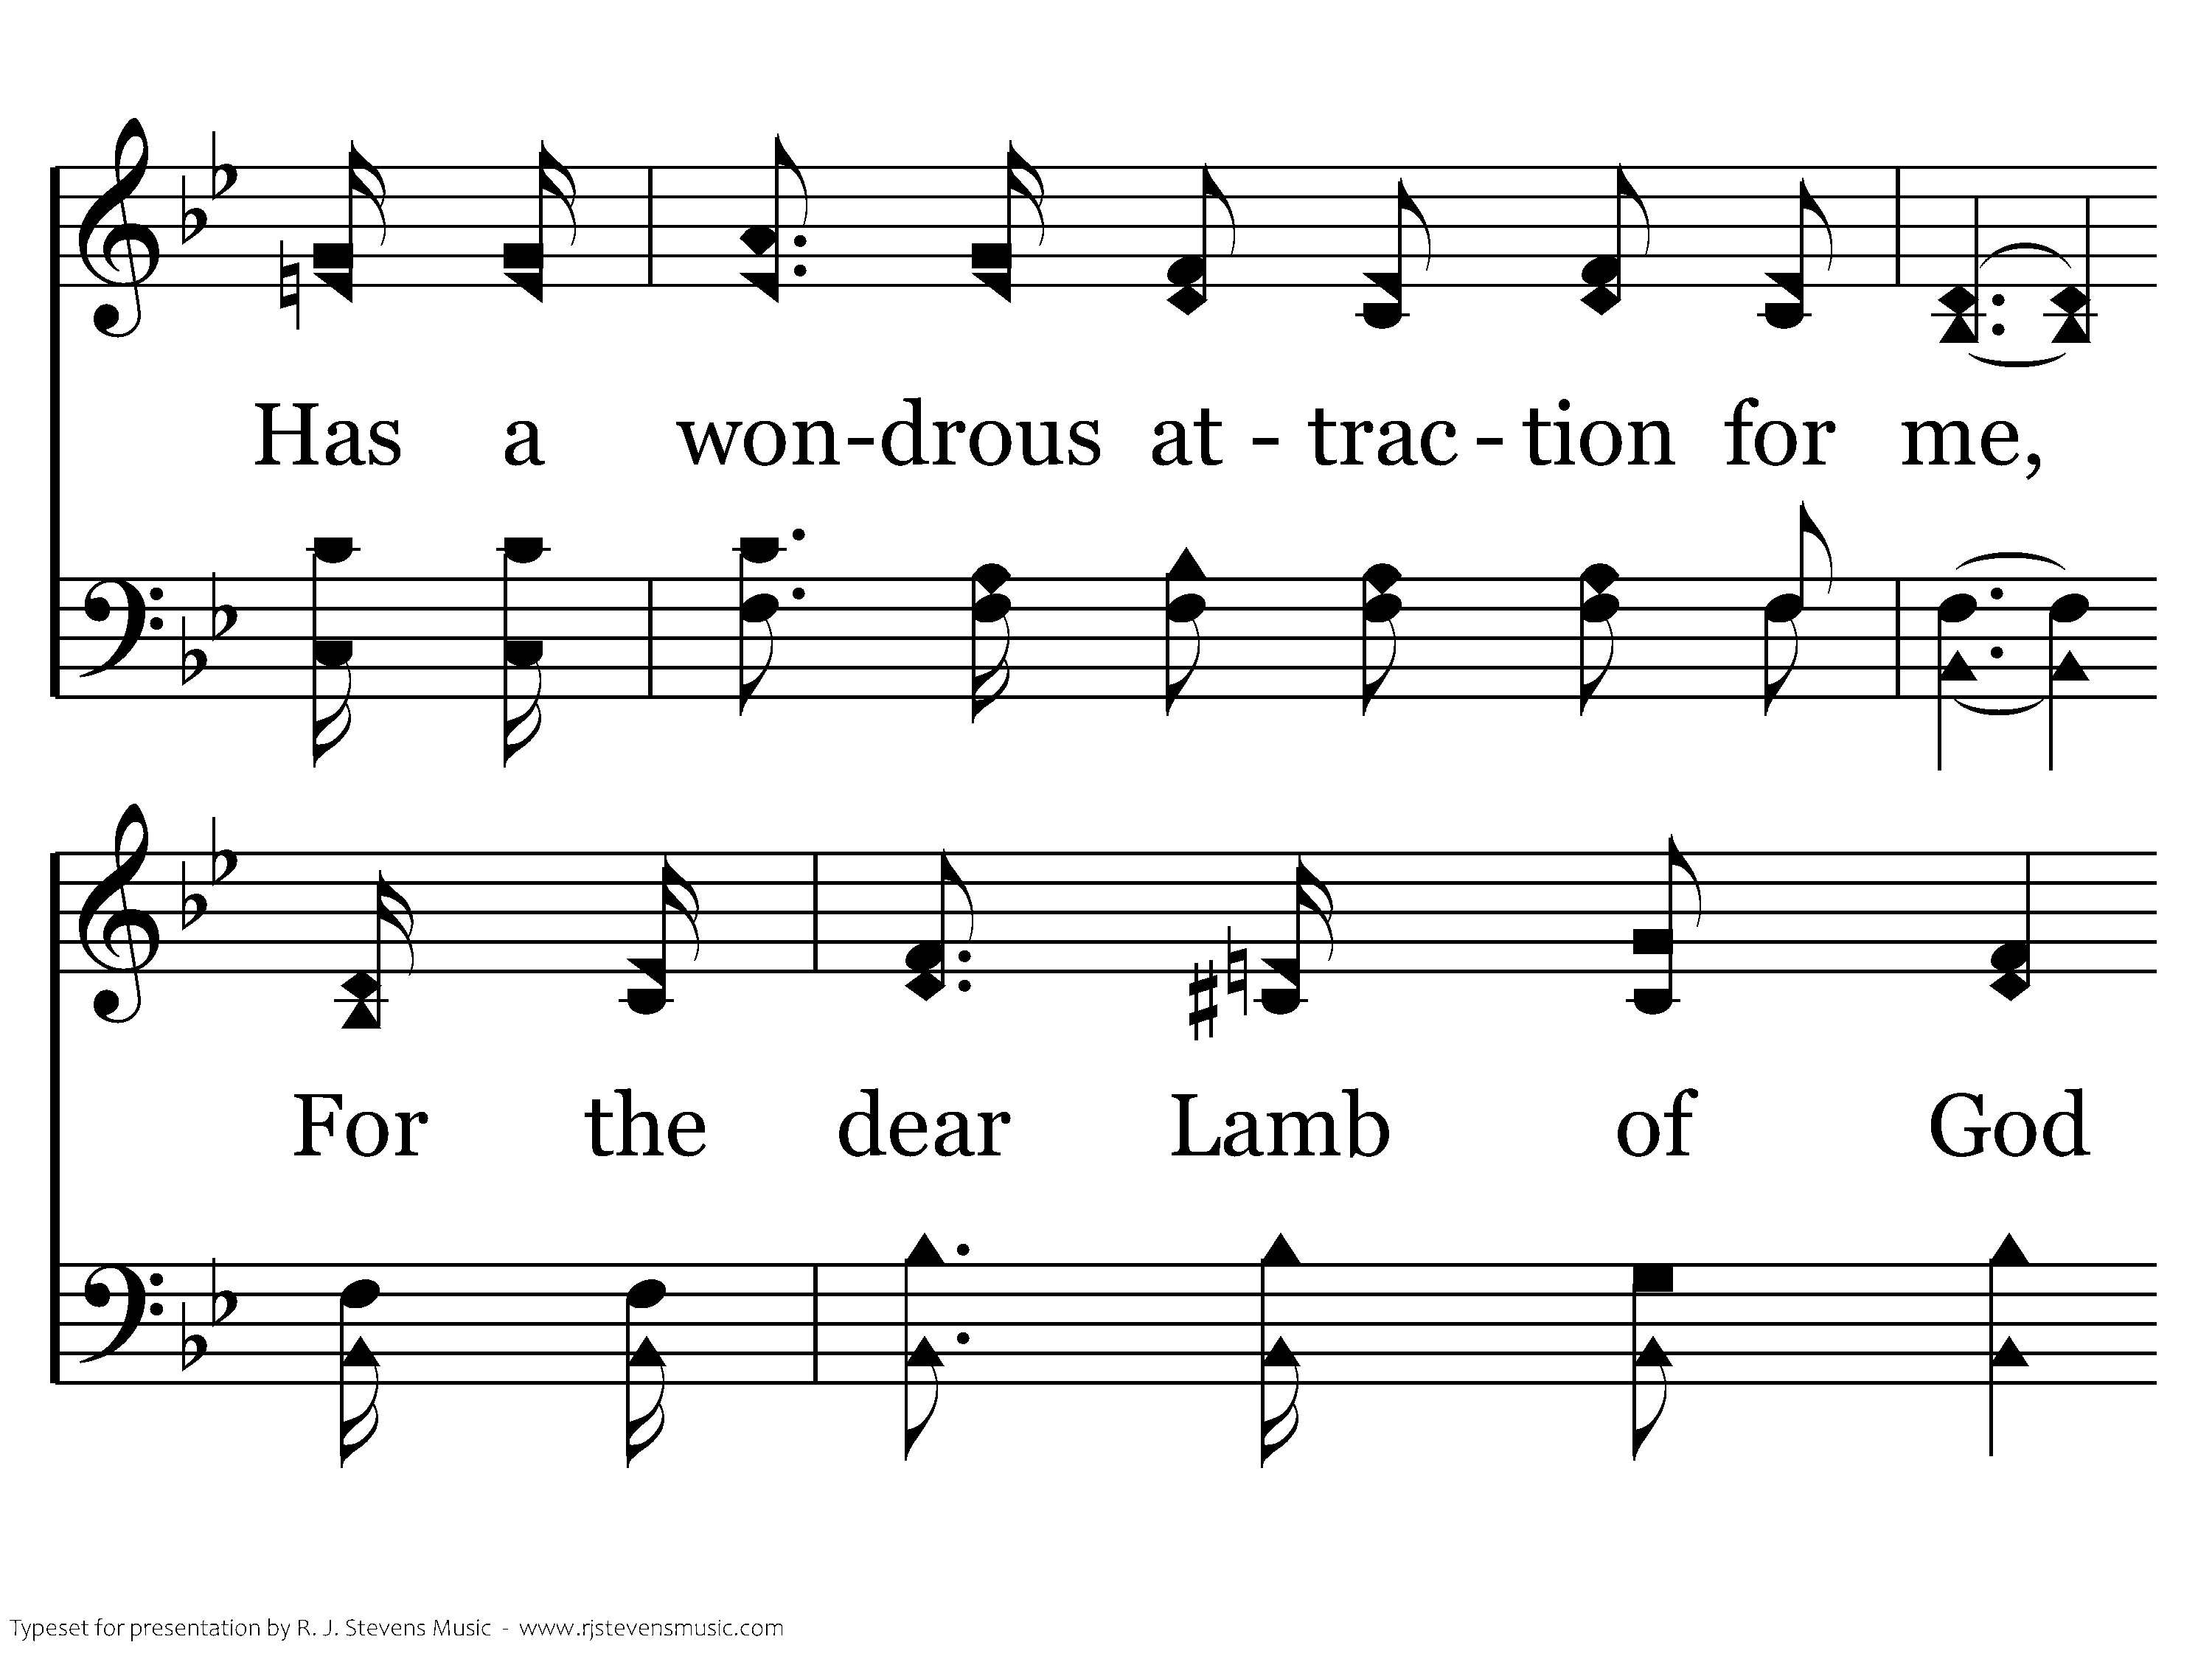 Has a won-drous at - trac - tion for me,
For the dear Lamb of God
Typeset for presentation by R. J. Stevens Music - www.rjstevensmusic.com